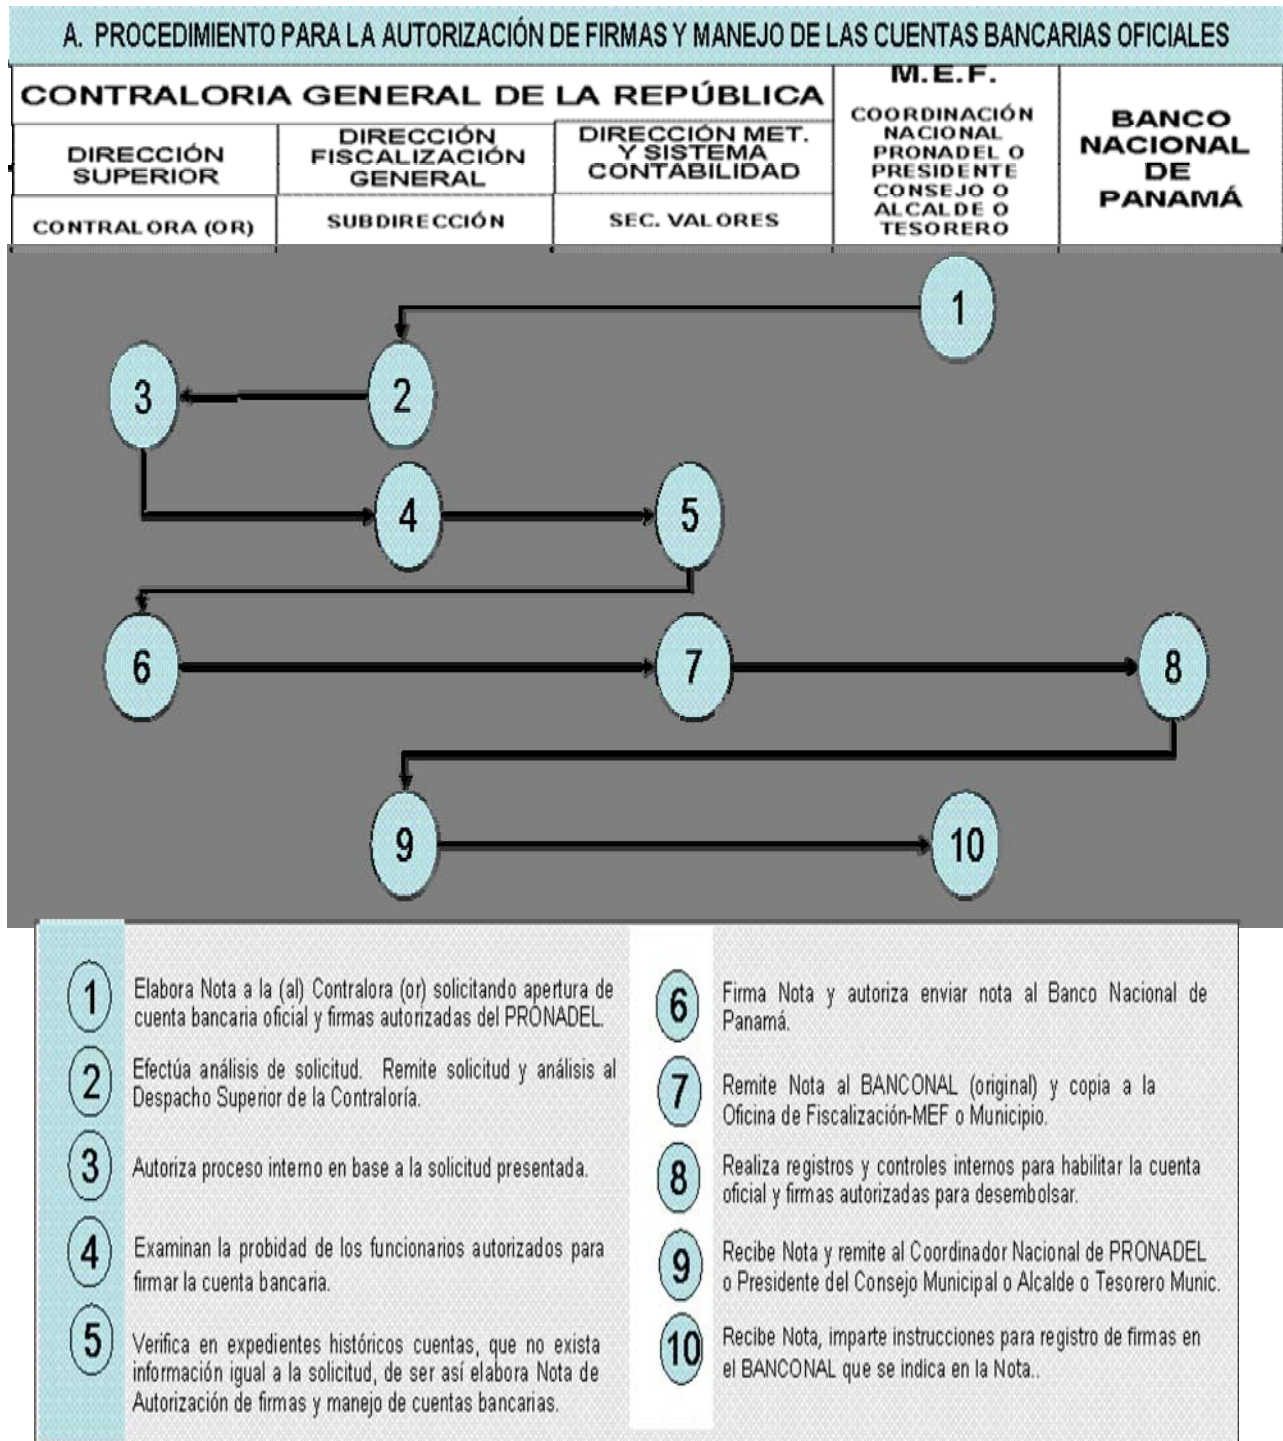 A. PROCEDIMIENTO PARA LA AUTORIZACIÓN DE FIRMAS Y MANEJO DE LAS CUENTAS BANCARIAS OFICIALES
CONTRALORIA GENERAL DE LA REPÚBLICA
DIRECCIÓN
SUPERIOR
CONTRALORA (OR)
DIRECCIÓN
FISCALIZACIÓN
GENERAL
SUBDIRECCIÓN
DIRECCIÓN MET.
Y SISTEMA
CONTABILIDAD
SEC. VALORES
M.E.F.
COORDINACIÓN
NACIONAL
PRONADEL O
PRESIDENTE
CONSEJO O
ALCALDE O
TESORERO
BANCO
NACIONAL
DE
PANAMÁ
1
2
3
4
5
6
7
8
9
10
1
Elabora Nota a la (al) Contralora (or) solicitando apertura de
cuenta bancaria oficial y firmas autorizadas del PRONADEL.
2
Efectúa análisis de solicitud. Remite solicitud y análisis al
Despacho Superior de la Contraloría.
3
Autoriza proceso interno en base a la solicitud presentada.
4
Examinan la probidad de los funcionarios autorizados para
firmar la cuenta bancaria.
5
Verifica en expedientes históricos cuentas, que no exista
información igual a la solicitud, de ser así elabora Nota de
Autorización de firmas y manejo de cuentas bancarias.
6
Firma Nota y autoriza enviar nota al Banco Nacional de
Panamá.
7
Remite Nota al BANCONAL (original) y copia a la
Oficina de Fiscalización-MEF o Municipio.
8
Realiza registros y controles internos para habilitar la cuenta
oficial y firmas autorizadas para desembolsar.
9
Recibe Nota y remite al Coordinador Nacional de PRONADEL
o Presidente del Consejo Municipal o Alcalde o Tesorero Munic.
10
Recibe Nota, imparte instrucciones para registro de firmas en
el BANCONAL que se indica en la Nota..